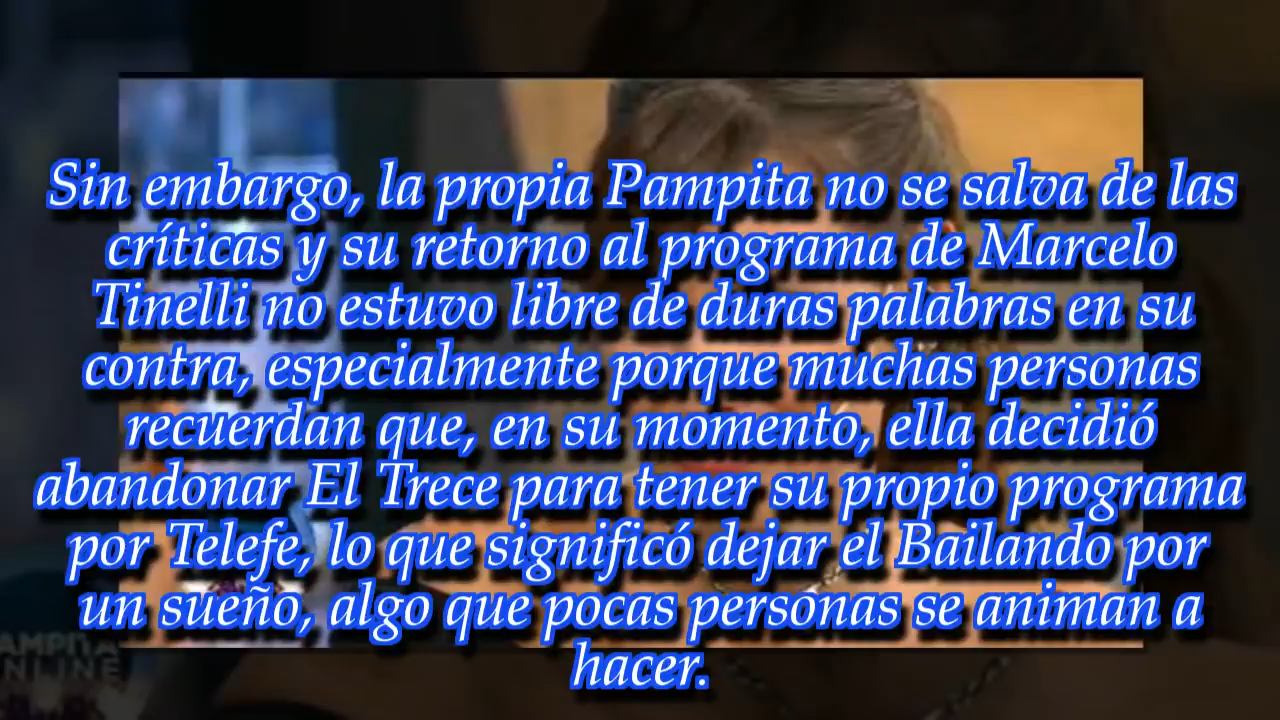 Sin embargo, la propia Pampita no se salva de las
críticas y su retorno al programa de Marcelo
Tinelli no estuvo libre de duras palabras en su
contra, especialmente porque muchas personas
recuerdan que, en su momento, ella decidió
abandonar El Trece para tener su propio programa
por Telefe, lo que significó dejar el Bailando por
un sueño, algo que pocas personas se animan a
hacer.
AMPITA
NLINE